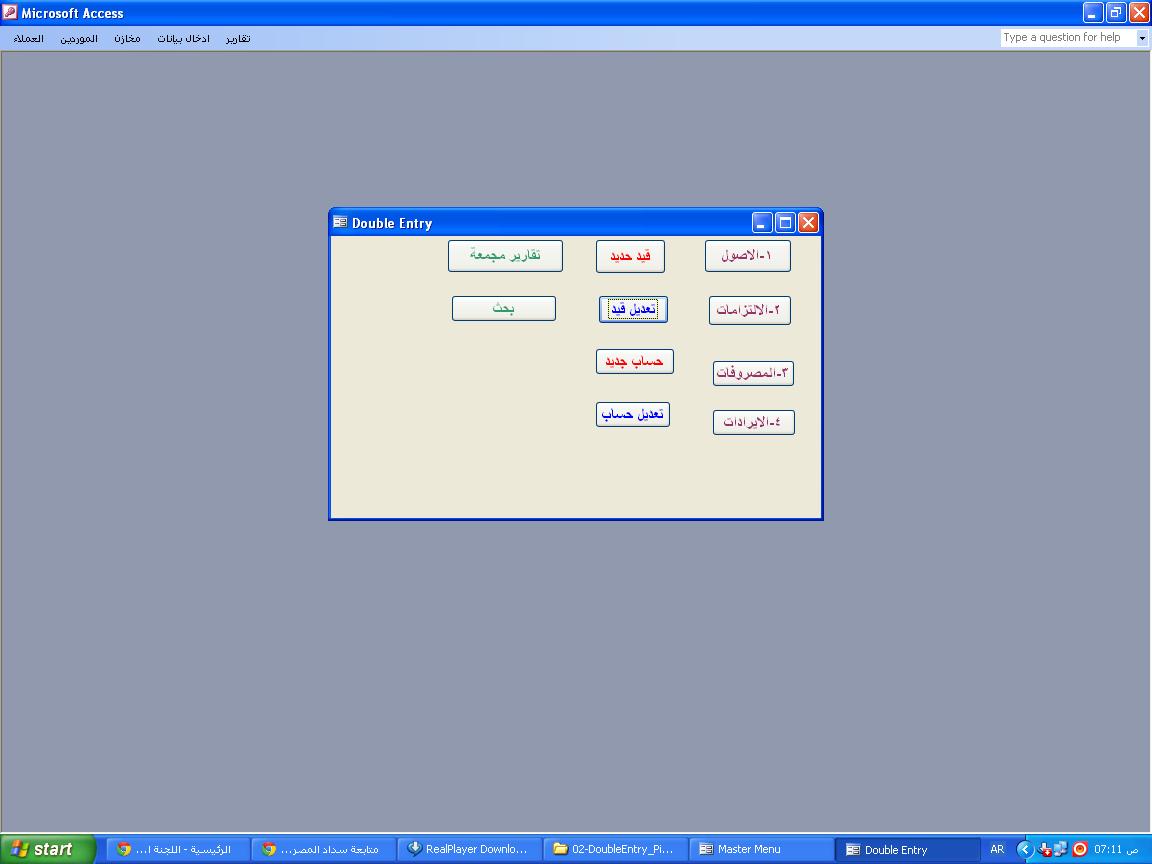 Microsoft Access
العملاء
الموردين
مخازن
ادخال بيانات
تقارير
Type a question for help
Double Entry
١-الاصول
قيد حديد
تقارير مجمعة
٢-الالتزامات
تعديل قيد
بحث
٣-المصروفات
حساب جديد
٤-الايرادات
تعديل حساب
start
الرئيسية - اللجنة ا...
متابعة سداد المصر...
RealPlayer Downlo...
02-DoubleEntry_Pi...
Master Menu
Double Entry
AR
07:11 ص